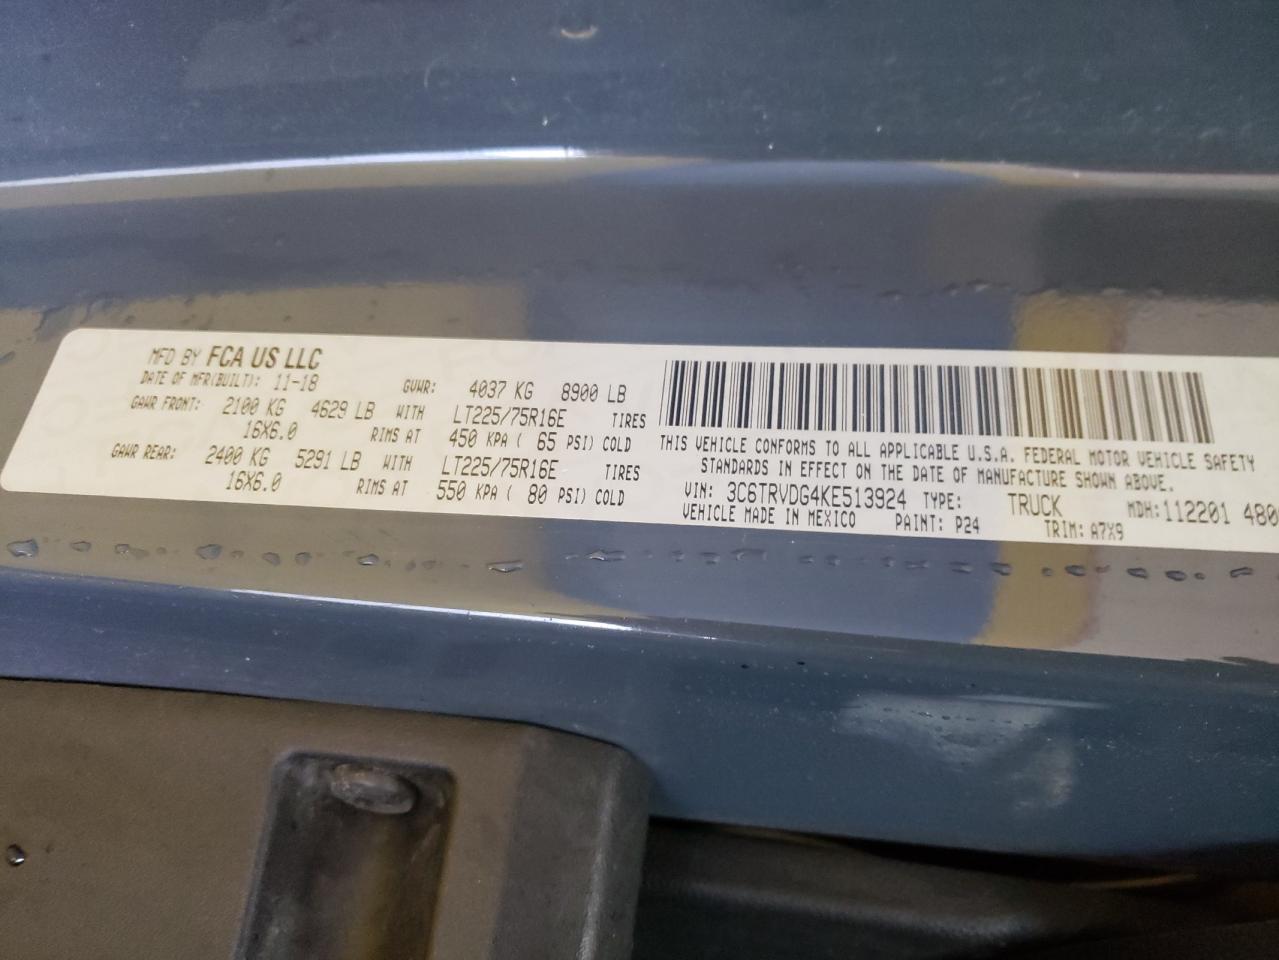 MFD BY FCA US LLC
DATE OF MFR(BUILT): 11-18 GVWR: 4037 KG 8900 LB
GAWR FRONT: 2100 KG 4629 LB WITH LT225/75R16E TIRES
16X6.0 RIMS AT 450 KPA ( 65 PSI) COLD
GAWR REAR: 2400 KG 5291 LB WITH LT225/75R16E TIRES
16X6.0 RIMS AT 550 KPA ( 80 PSI) COLD
THIS VEHICLE CONFORMS TO ALL APPLICABLE U.S.A. FEDERAL MOTOR VEHICLE SAFETY
STANDARDS IN EFFECT ON THE DATE OF MANUFACTURE SHOWN ABOVE.
VIN: 3C6TRVDG4KE513924 TYPE: TRUCK MDH:112201 480
VEHICLE MADE IN MEXICO PAINT: P24 TRIM: A7X9